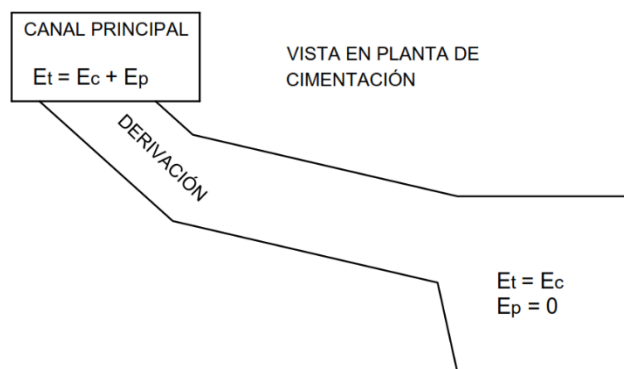 CANAL PRINCIPAL
Et = Ec + Ep
VISTA EN PLANTA DE
CIMENTACIÓN
DERIVACIÓN
Et = Ec
Ep = 0